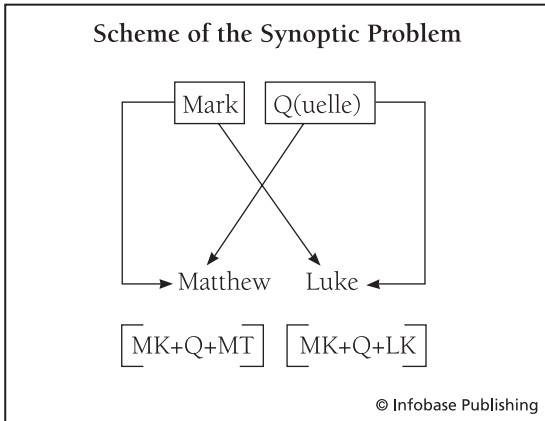 Scheme of the Synoptic Problem
Mark Q(uelle)
Matthew Luke
[MK+Q+MT] [MK+Q+LK]
© Infobase Publishing